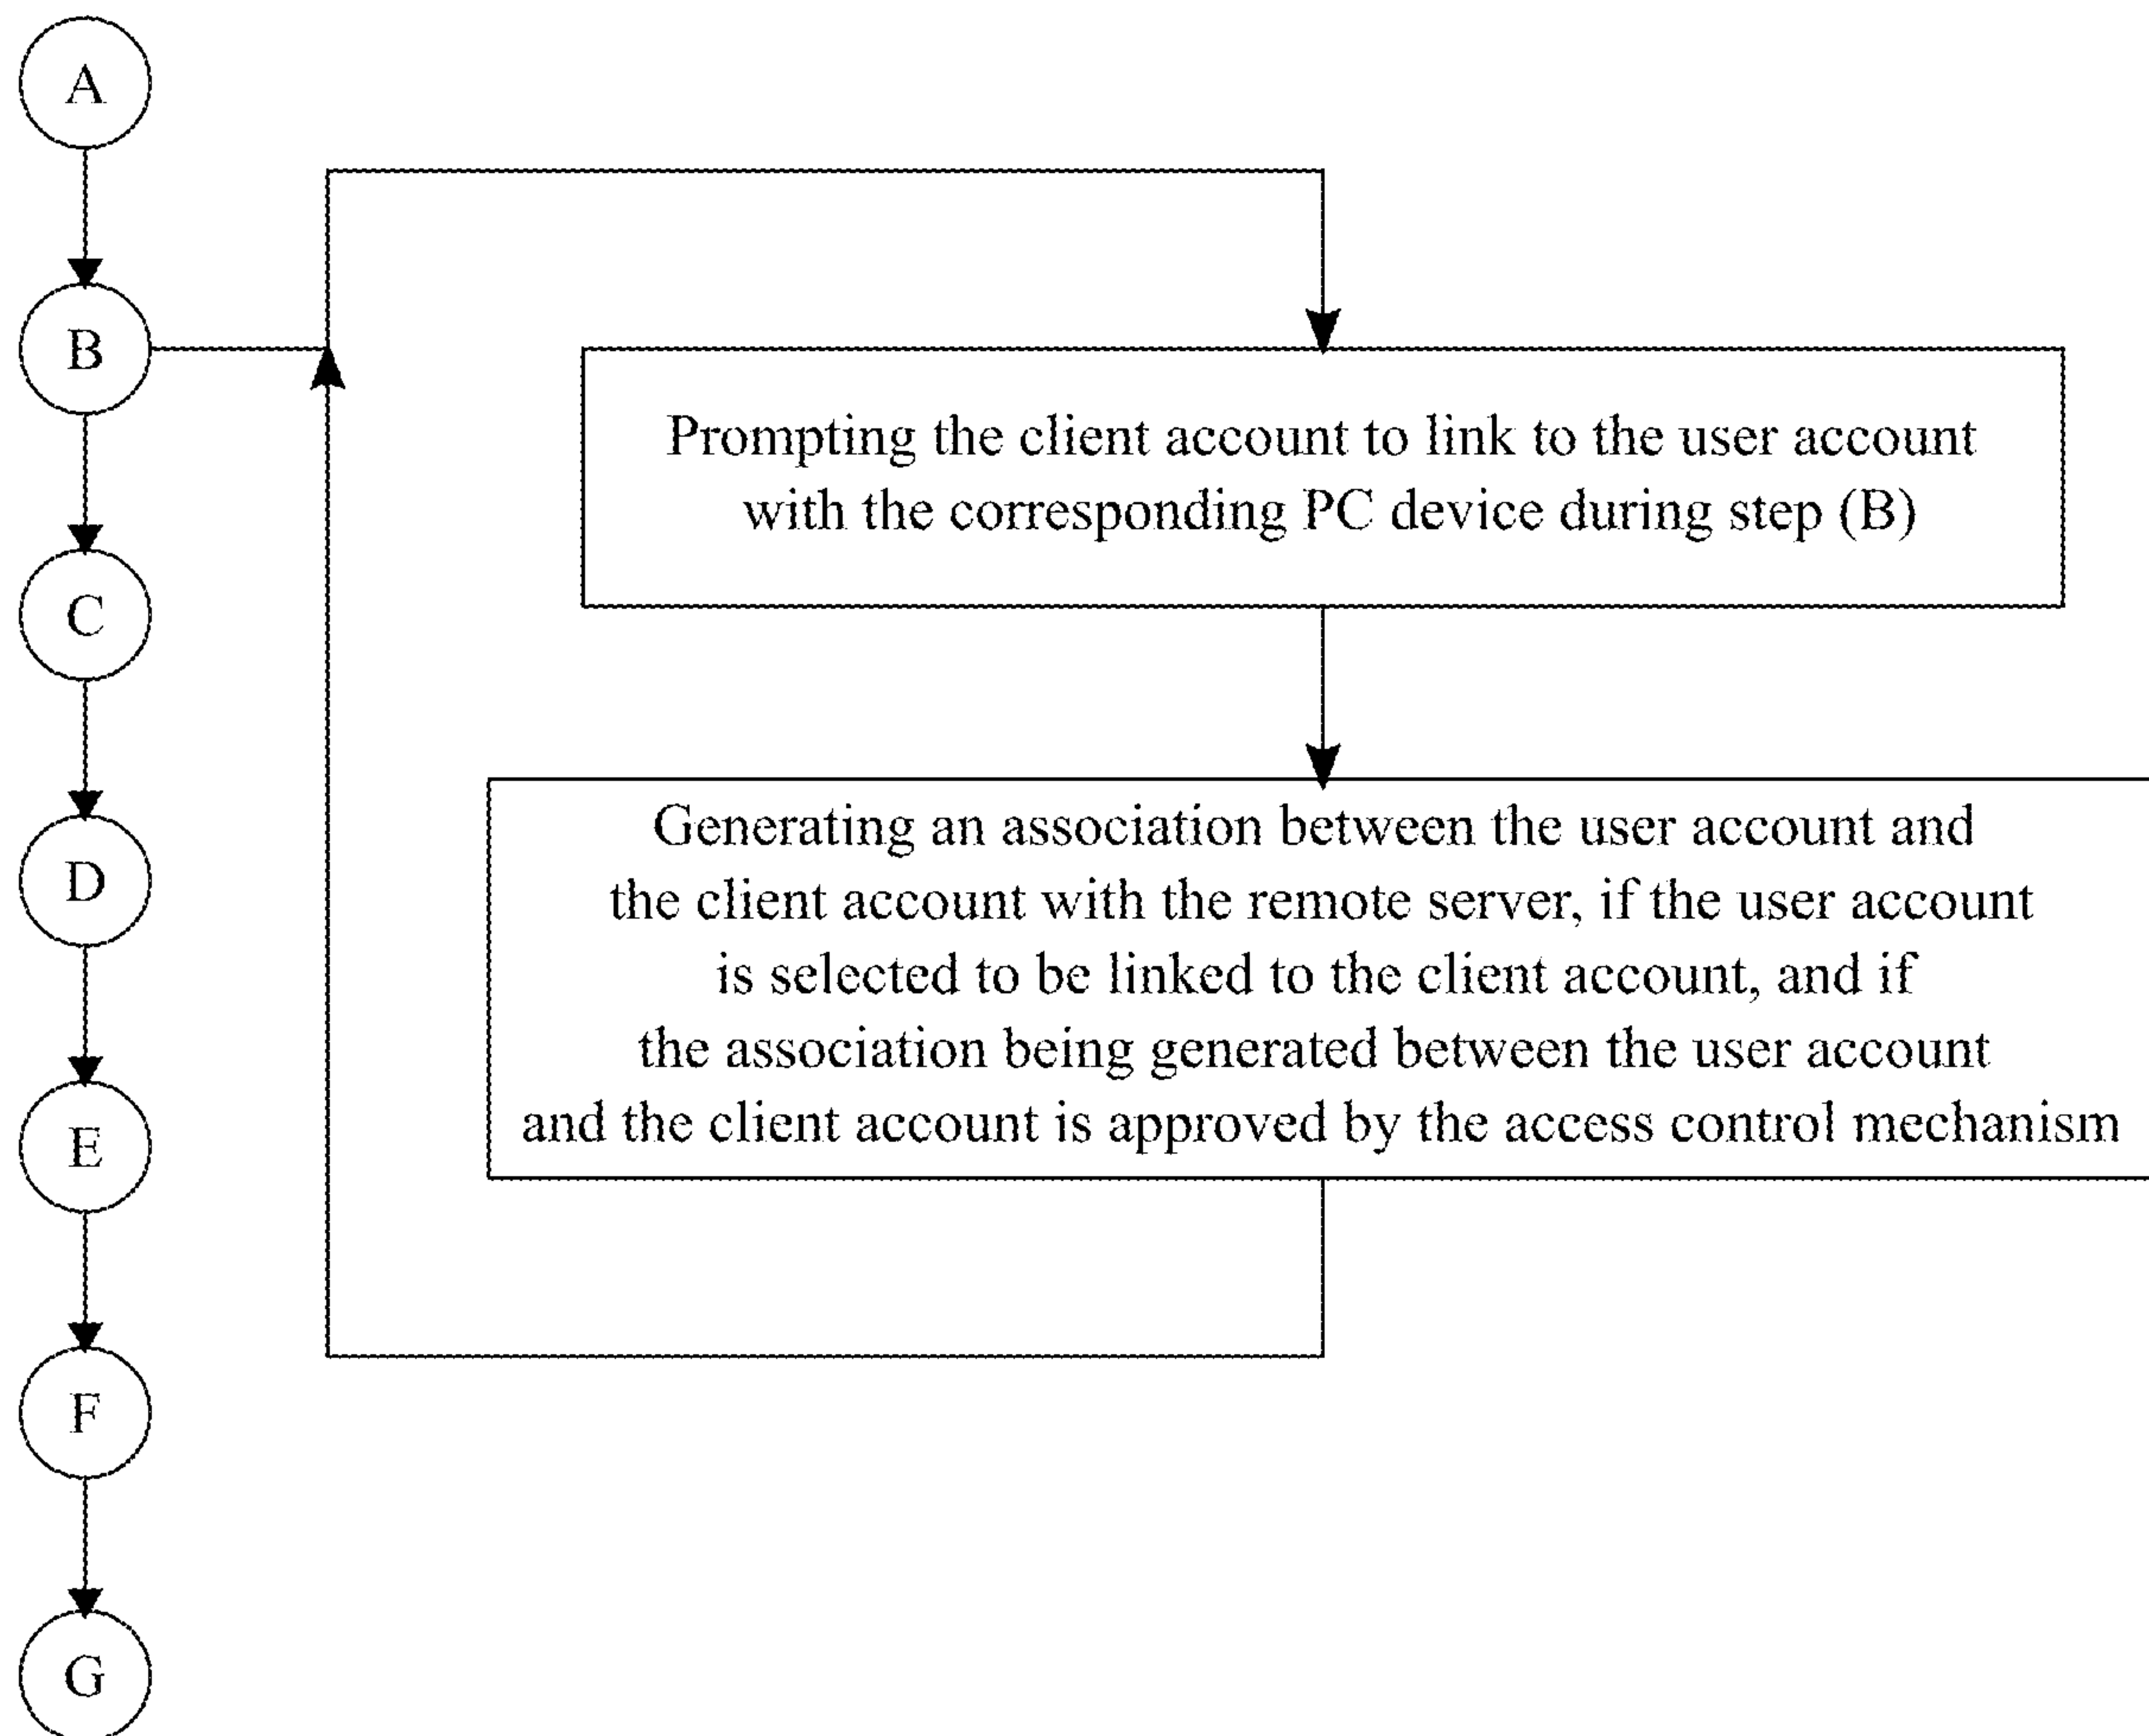 A
B
Prompting the client account to link to the user account
with the corresponding PC device during step (B)
C
Generating an association between the user account and
the client account with the remote server, if the user account
is selected to be linked to the client account, and if
the association being generated between the user account
and the client account is approved by the access control mechanism
D
E
F
G